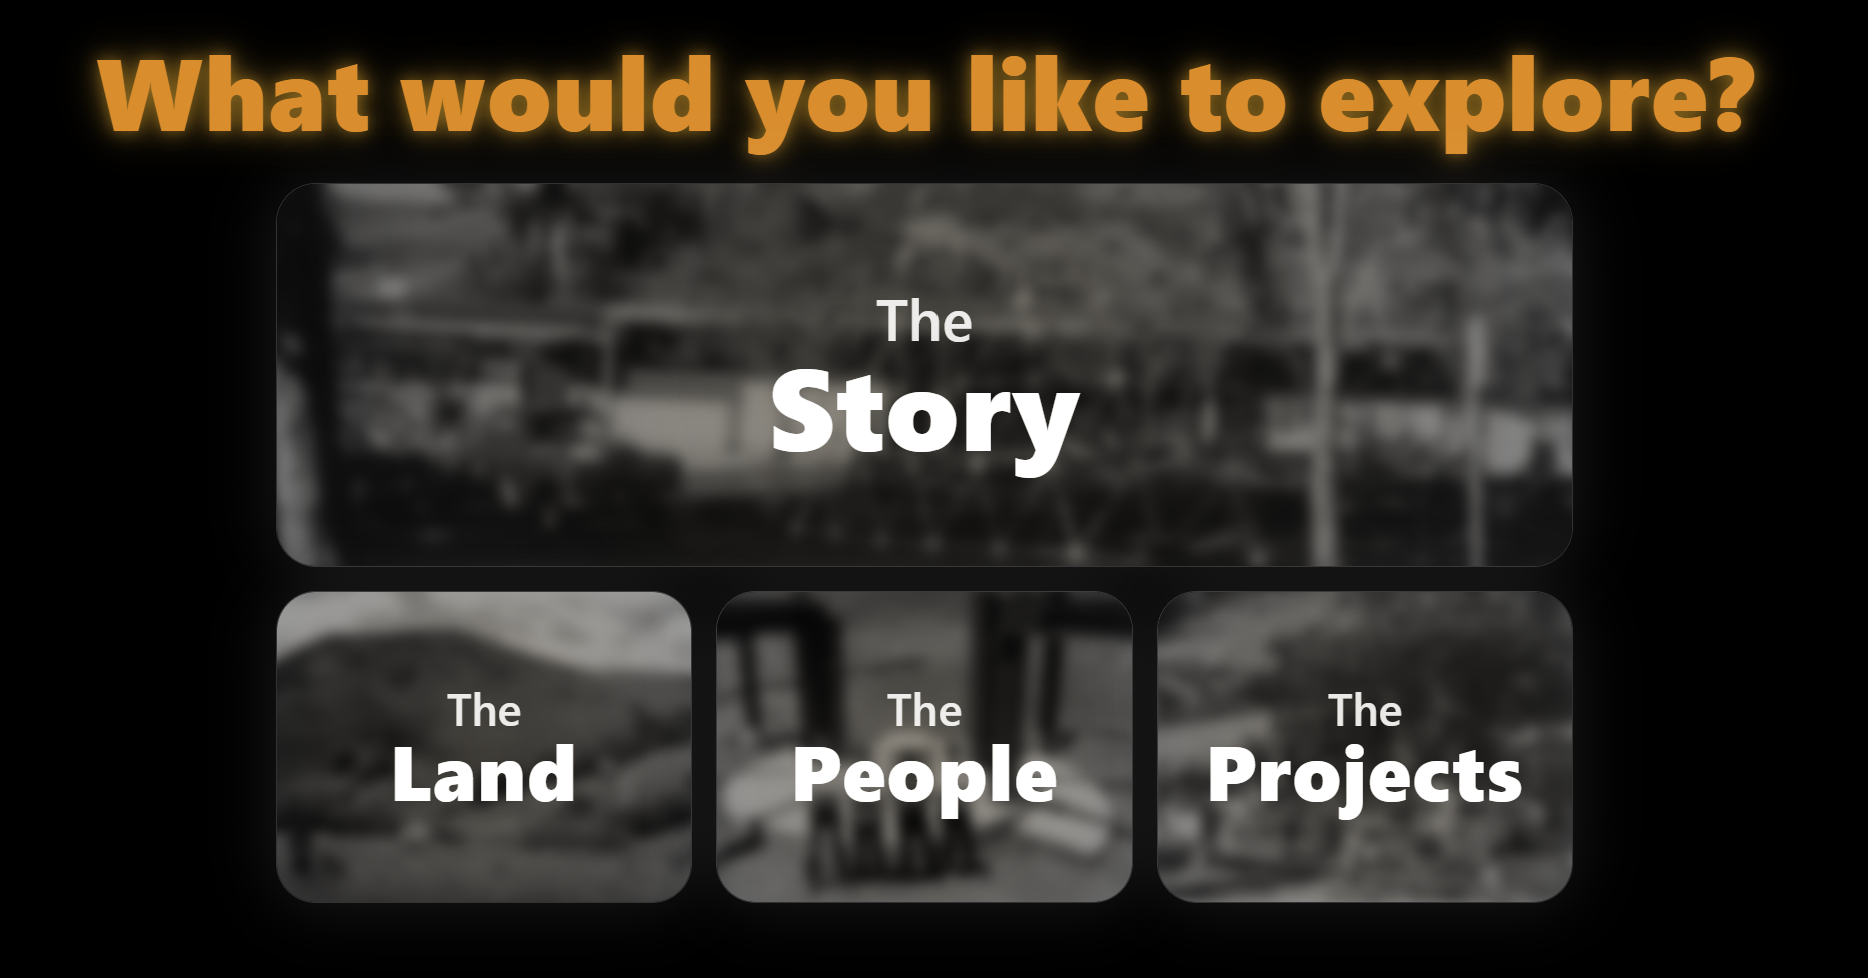 What would you like to explore?
The
Story
The
Land
The
People
The
Projects